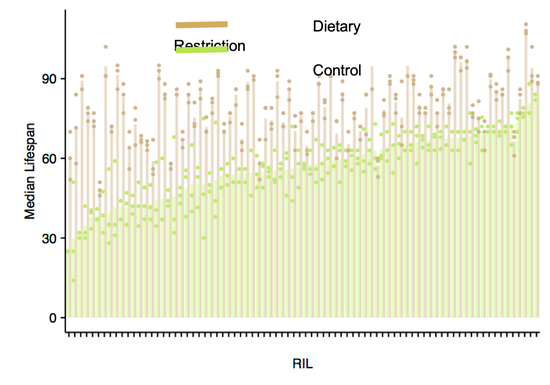 Dietary
Restriction
Control
90
60
30
0
Median Lifespan
RIL